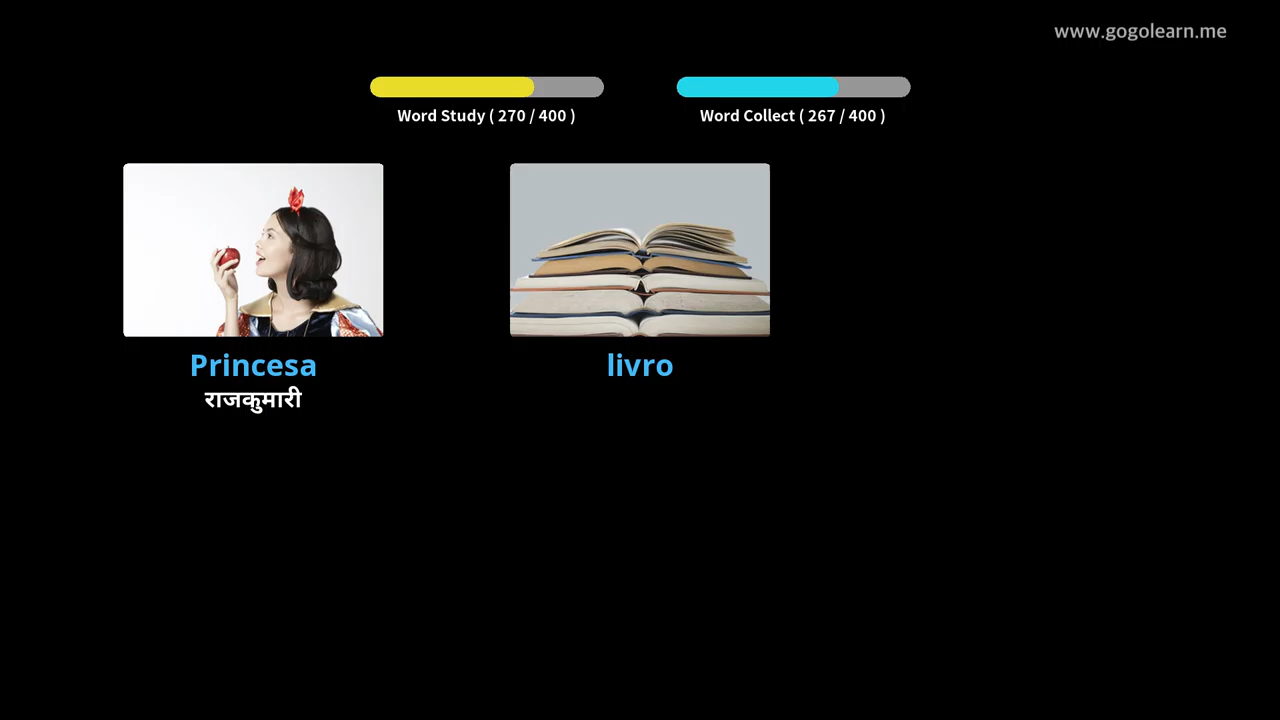 www.gogolearn.me
Word Study ( 270 / 400 )
Word Collect ( 267 / 400 )
Princesa
राजकुमारी
livro